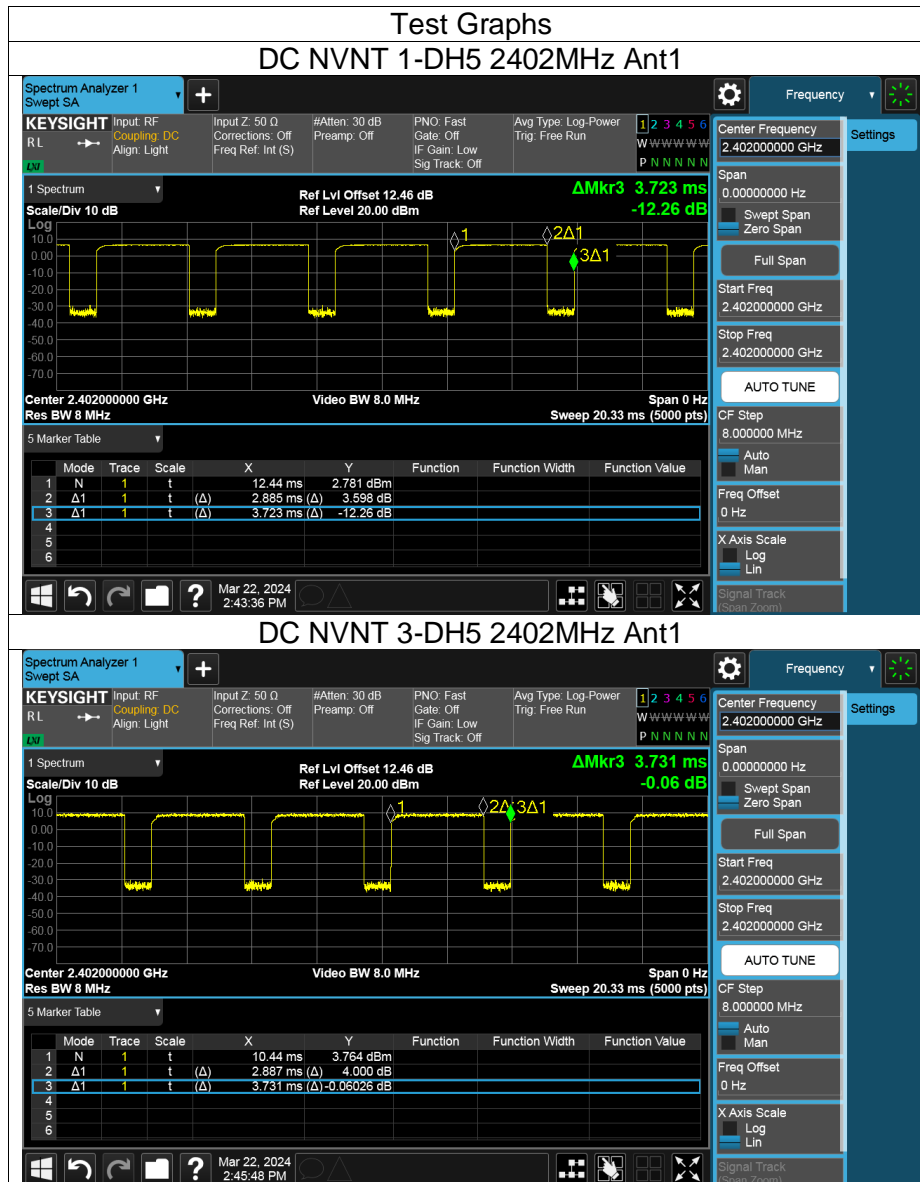 Test Graphs
DC NVNT 1-DH5 2402MHz Ant1
Spectrum Analyzer 1
Swept SA
+
Frequency
KEYSIGHT
RL
LXI
Input: RF
Coupling: DC
Align: Light
Input Z: 50 Ω
Corrections: Off
Freq Ref: Int (S)
#Atten: 30 dB
Preamp: Off
PNO: Fast
Gate: Off
IF Gain: Low
Sig Track: Off
Avg Type: Log-Power
Trig: Free Run
1 2 3 4 5 6
W W W W W W
P N N N N N
Center Frequency
2.402000000 GHz
Settings
Span
0.00000000 Hz
Swept Span
Zero Span
Full Span
Start Freq
2.402000000 GHz
Stop Freq
2.402000000 GHz
AUTO TUNE
CF Step
8.000000 MHz
Auto
Man
Freq Offset
0 Hz
X Axis Scale
Log
Lin
Signal Track
(Span Zoom)
1 Spectrum
Scale/Div 10 dB
Ref Lvl Offset 12.46 dB
Ref Level 20.00 dBm
ΔMkr3 3.723 ms
-12.26 dB
Log
10.0
0.00
-10.0
-20.0
-30.0
-40.0
-50.0
-60.0
-70.0
1
2Δ1
3Δ1
Center 2.402000000 GHz
Res BW 8 MHz
Video BW 8.0 MHz
Span 0 Hz
Sweep 20.33 ms (5000 pts)
5 Marker Table
Mode Trace Scale X Y Function Function Width Function Value
1 N 1 t 12.44 ms 2.781 dBm
2 Δ1 1 t (Δ) 2.885 ms (Δ) 3.598 dB
3 Δ1 1 t (Δ) 3.723 ms (Δ) -12.26 dB
4
5
6
?
Mar 22, 2024
2:43:36 PM
DC NVNT 3-DH5 2402MHz Ant1
Spectrum Analyzer 1
Swept SA
+
Frequency
KEYSIGHT
RL
LXI
Input: RF
Coupling: DC
Align: Light
Input Z: 50 Ω
Corrections: Off
Freq Ref: Int (S)
#Atten: 30 dB
Preamp: Off
PNO: Fast
Gate: Off
IF Gain: Low
Sig Track: Off
Avg Type: Log-Power
Trig: Free Run
1 2 3 4 5 6
W W W W W W
P N N N N N
Center Frequency
2.402000000 GHz
Settings
Span
0.00000000 Hz
Swept Span
Zero Span
Full Span
Start Freq
2.402000000 GHz
Stop Freq
2.402000000 GHz
AUTO TUNE
CF Step
8.000000 MHz
Auto
Man
Freq Offset
0 Hz
X Axis Scale
Log
Lin
Signal Track
(Span Zoom)
1 Spectrum
Scale/Div 10 dB
Ref Lvl Offset 12.46 dB
Ref Level 20.00 dBm
ΔMkr3 3.731 ms
-0.06 dB
Log
10.0
0.00
-10.0
-20.0
-30.0
-40.0
-50.0
-60.0
-70.0
1
2Δ
3Δ1
Center 2.402000000 GHz
Res BW 8 MHz
Video BW 8.0 MHz
Span 0 Hz
Sweep 20.33 ms (5000 pts)
5 Marker Table
Mode Trace Scale X Y Function Function Width Function Value
1 N 1 t 10.44 ms 3.764 dBm
2 Δ1 1 t (Δ) 2.887 ms (Δ) 4.000 dB
3 Δ1 1 t (Δ) 3.731 ms (Δ) -0.06026 dB
4
5
6
?
Mar 22, 2024
2:45:48 PM